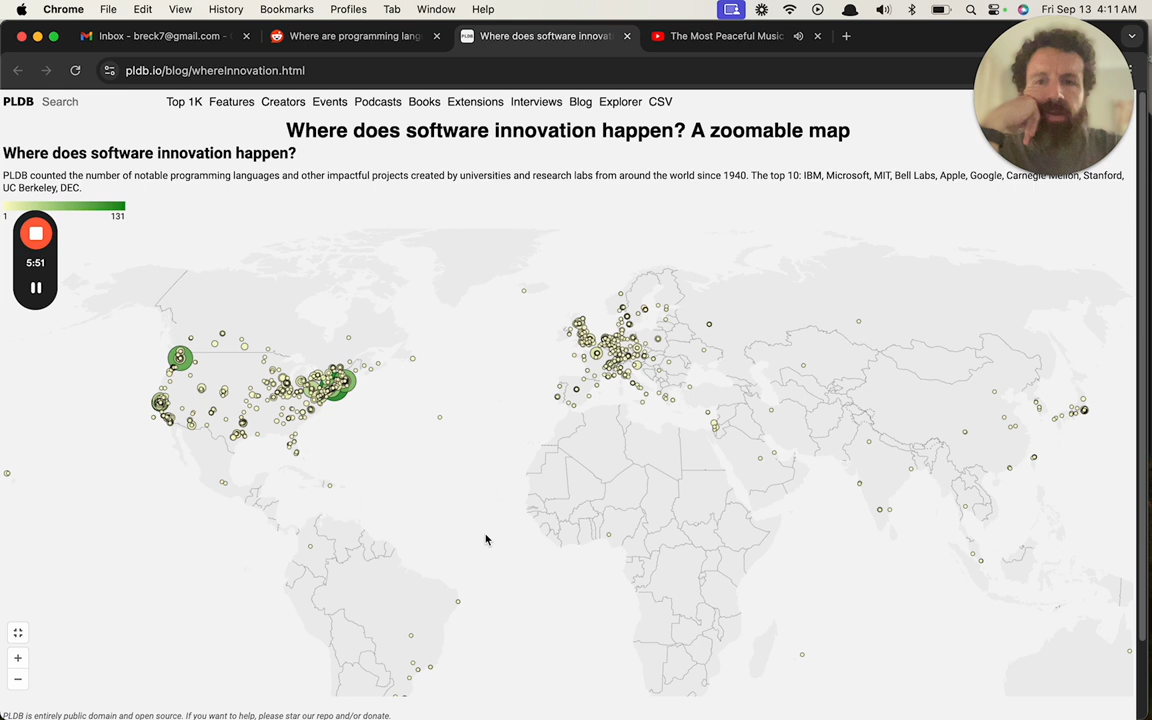 Chrome File Edit View History Bookmarks Profiles Tab Window Help Fri Sep 13 4:11 AM
Inbox - breck7@gmail.com - Where are programming lang Where does software innovat The Most Peaceful Music
pldb.io/blog/whereInnovation.html
PLDB Search Top 1K Features Creators Events Podcasts Books Extensions Interviews Blog Explorer CSV
Where does software innovation happen? A zoomable map
Where does software innovation happen?
PLDB counted the number of notable programming languages and other impactful projects created by universities and research labs from around the world since 1940. The top 10: IBM, Microsoft, MIT, Bell Labs, Apple, Google, Carnegie Mellon, Stanford,
UC Berkeley, DEC.
1 131
5:51
PLDB is entirely public domain and open source. If you want to help, please star our repo and/or donate.